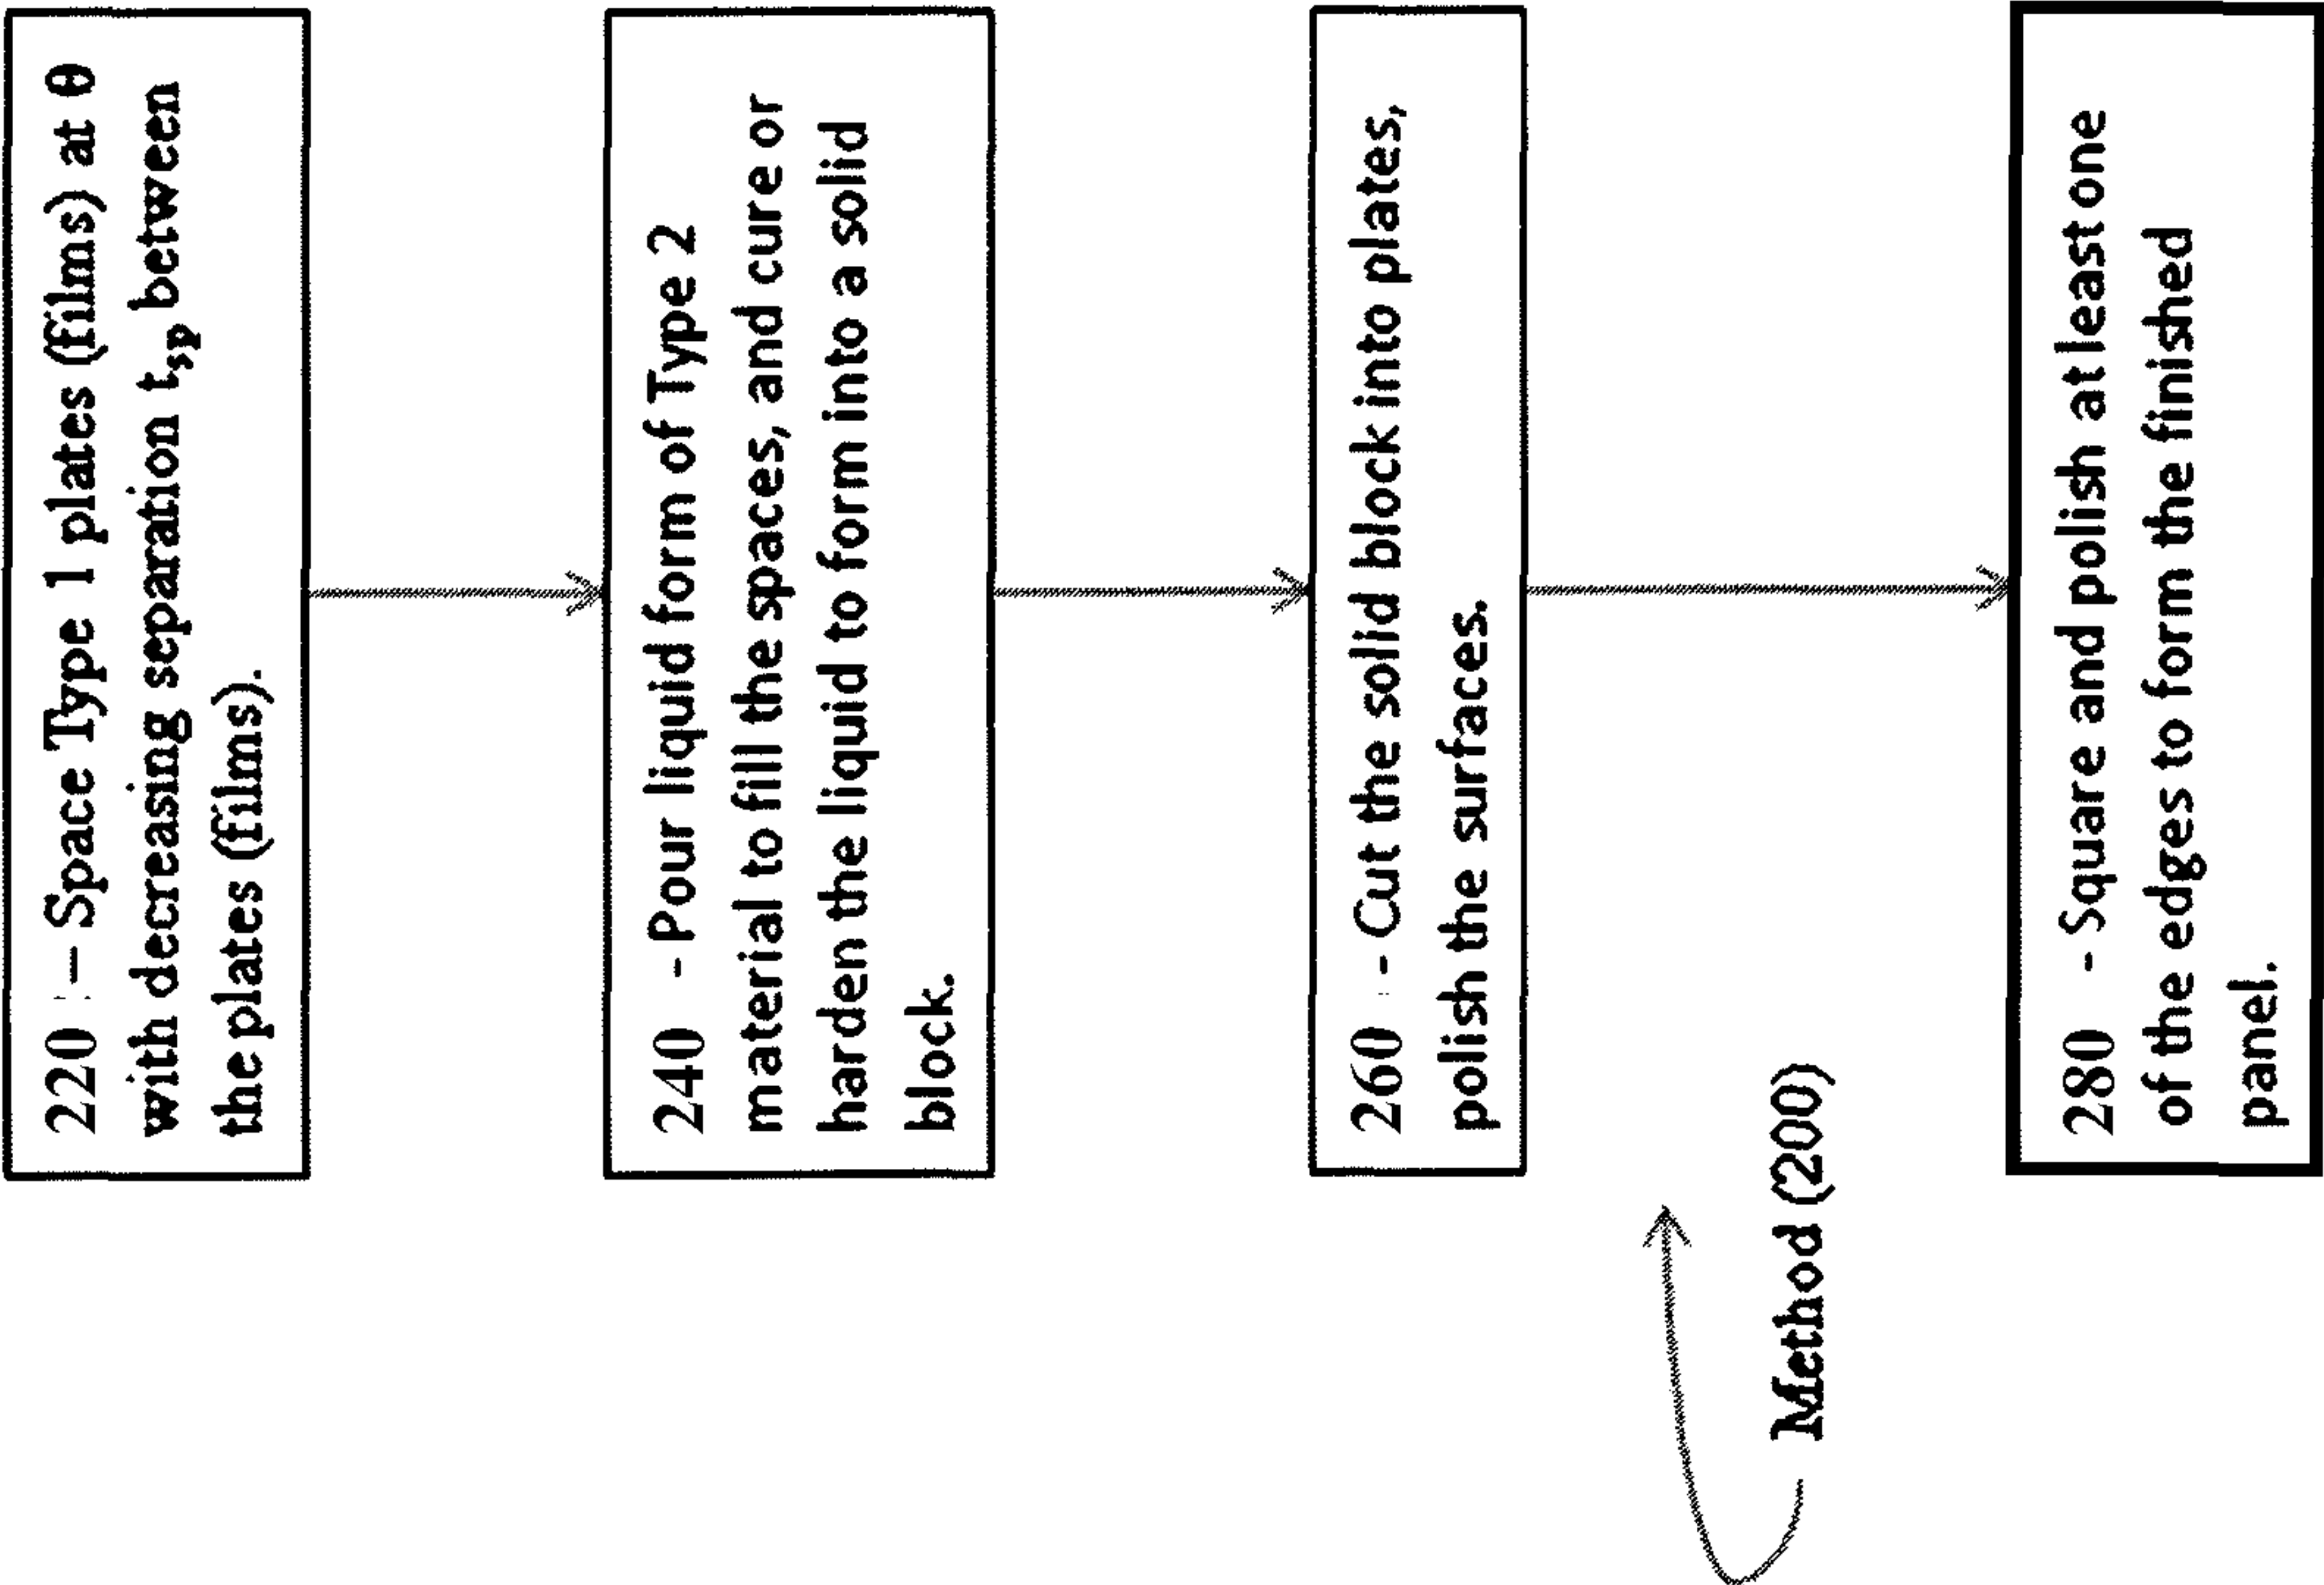 220 – Space Type 1 plates (films) at θ
with decreasing separation t_sp between
the plates (films).
240 - Pour liquid form of Type 2
material to fill the spaces, and cure or
harden the liquid to form into a solid
block.
260 - Cut the solid block into plates,
polish the surfaces.
280 - Square and polish at least one
of the edges to form the finished
panel.
Method (200)